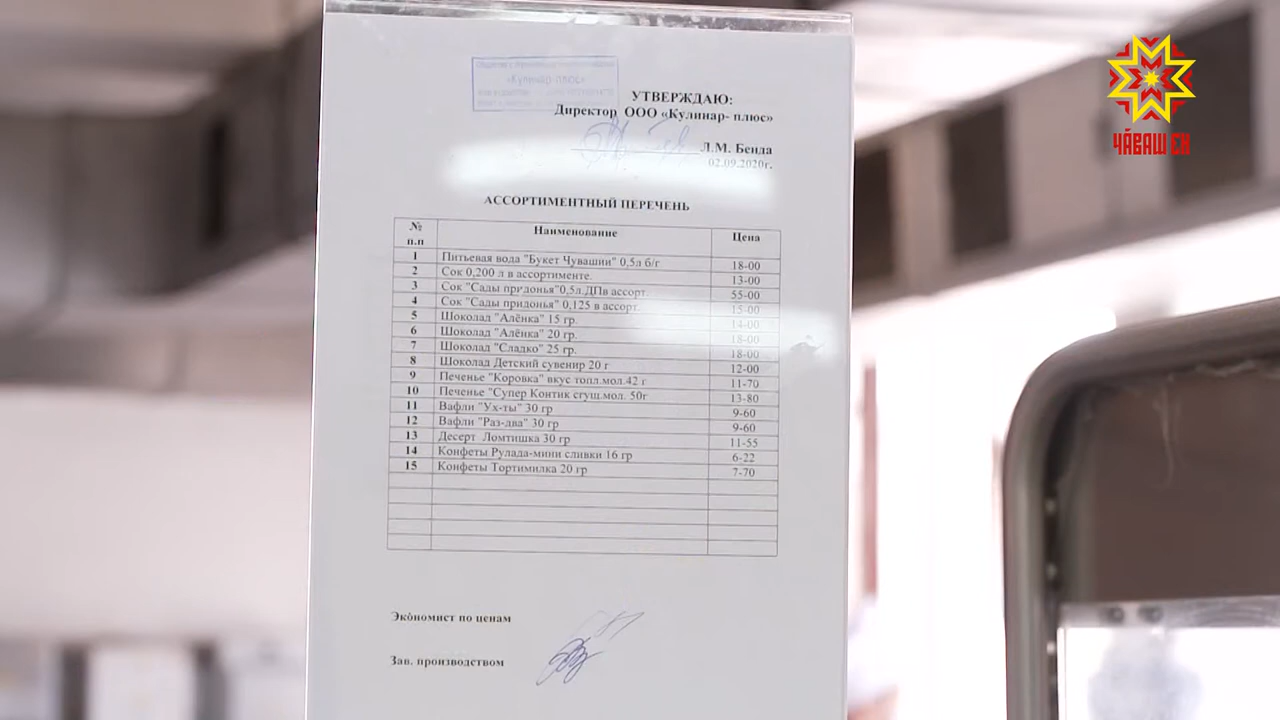 «Кулинар-плюс»
УТВЕРЖДАЮ:
Директор ООО «Кулинар- плюс»
Л.М. Бенда
02.09.2020г.
АССОРТИМЕНТНЫЙ ПЕРЕЧЕНЬ
№ п.п Наименование Цена
1 Питьевая вода "Букет Чувашии" 0,5л б/г 18-00
2 Сок 0,200 л в ассортименте. 13-00
3 Сок "Сады придонья"0,5л.ДПв ассорт. 55-00
4 Сок "Сады придонья" 0,125 в ассорт. 15-00
5 Шоколад "Алёнка" 15 гр. 14-00
6 Шоколад "Алёнка" 20 гр. 18-00
7 Шоколад "Сладко" 25 гр. 18-00
8 Шоколад Детский сувенир 20 г 12-00
9 Печенье "Коровка" вкус топл.мол.42 г 11-70
10 Печенье "Супер Контик сгущ.мол. 50г 13-80
11 Вафли "Ух-ты" 30 гр 9-60
12 Вафли "Раз-два" 30 гр 9-60
13 Десерт Ломтишка 30 гр 11-55
14 Конфеты Рулада-мини сливки 16 гр 6-22
15 Конфеты Тортимилка 20 гр 7-70
Экономист по ценам
Зав. производством
ЧӐВАШ ЕН